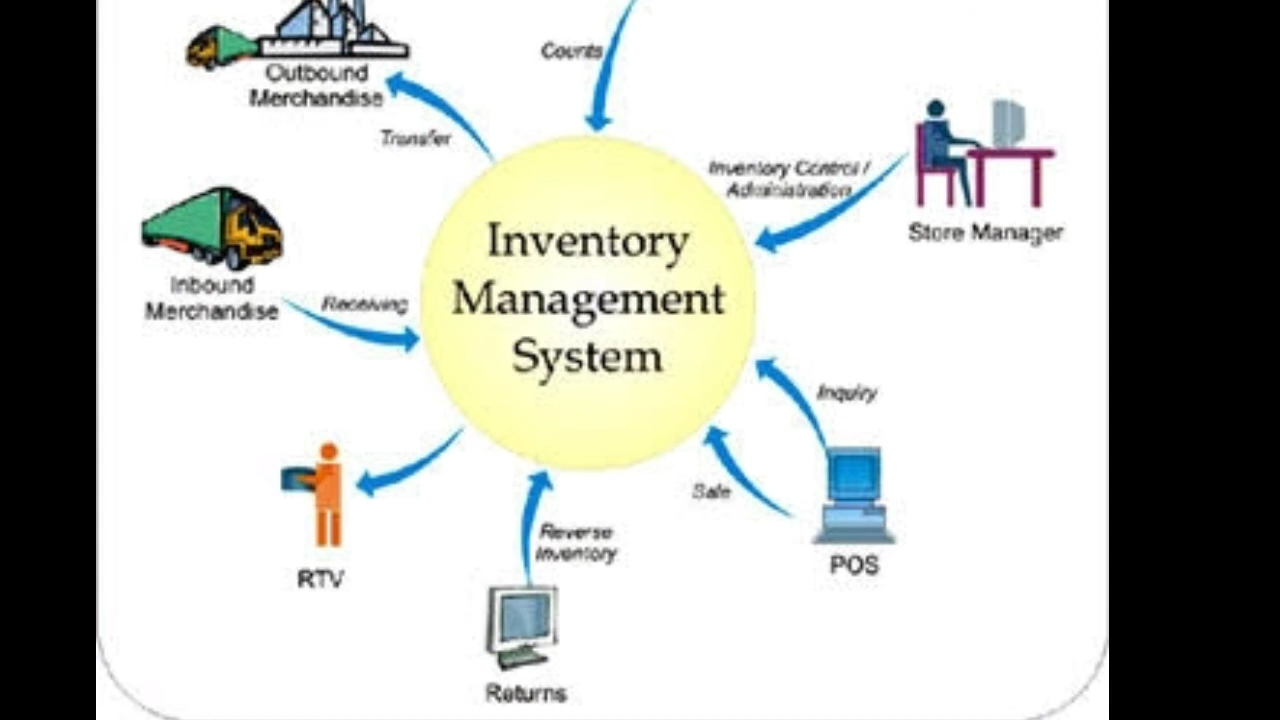 Counts
Outbound
Merchandise
Transfer
Inventory Control /
Administration
Store Manager
Inventory
Management
System
Inbound
Merchandise
Receiving
Inquiry
Sale
POS
RTV
Reverse
Inventory
Returns